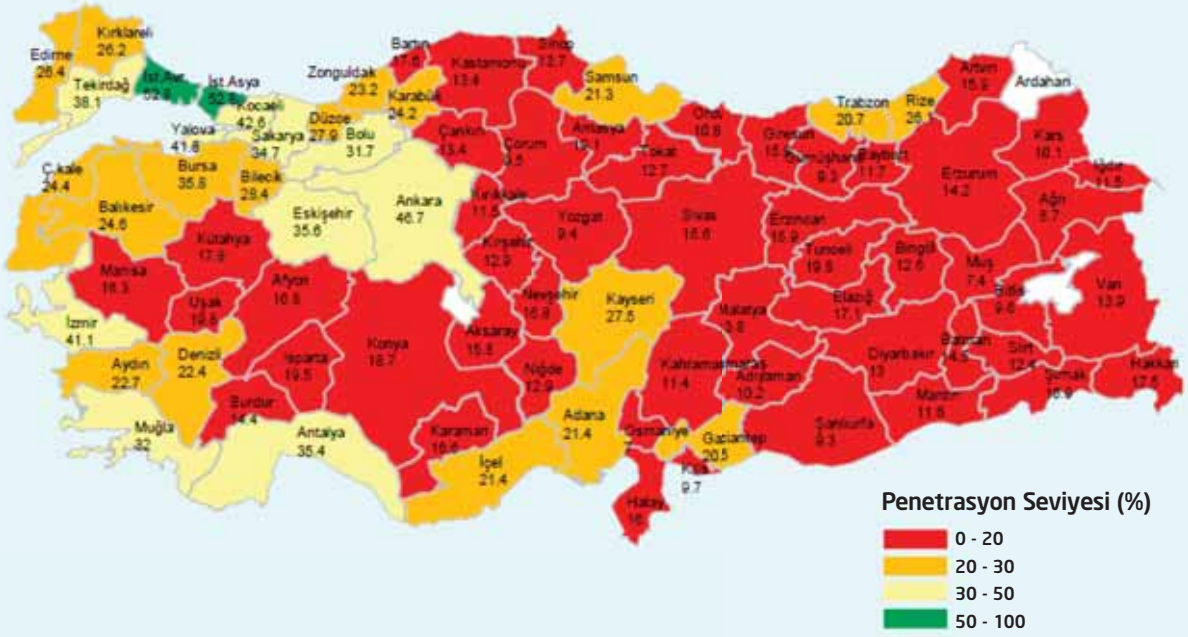 Kırklareli
26.2
Edirne
26.4
Tekirdağ
38.1
İst.Avr.
İst.Asya
52.8
Kocaeli
42.6
Yalova
Sakarya
34.7
Düzce
27.9
Bolu
31.7
Zonguldak
23.2
Bartın
Karabük
24.2
Kastamonu
13.4
Sinop
Samsun
21.3
Çankırı
13.4
Çorum
Amasya
Tokat
12.7
Ordu
Giresun
Trabzon
20.7
Rize
26.1
Artvin
15.9
Ardahan
Kars
Iğdır
Gümüşhane
9.3
Bayburt
11.7
Erzurum
14.2
Ağrı
Ç.kale
24.4
Bursa
35.8
Bilecik
28.4
Balıkesir
24.6
Eskişehir
35.6
Ankara
46.7
Kırıkkale
Yozgat
9.4
Sivas
Erzincan
Tunceli
Bingöl
Muş
7.4
Bitlis
Van
13.9
Kütahya
Manisa
16.3
Uşak
Afyon
Kırşehir
12.9
Nevşehir
Kayseri
27.5
Malatya
Elazığ
17.1
İzmir
41.1
Aydın
22.7
Denizli
22.4
Isparta
19.5
Konya
18.7
Aksaray
Niğde
12.9
Kahramanmaraş
11.4
Adıyaman
10.2
Diyarbakır
13
Batman
Siirt
12.4
Şırnak
Hakkari
Mardin
Muğla
32
Burdur
14.4
Antalya
35.4
Karaman
İçel
21.4
Adana
21.4
Osmaniye
Gaziantep
20.5
Şanlıurfa
9.3
Kilis
9.7
Hatay
Penetrasyon Seviyesi (%)
0 - 20
20 - 30
30 - 50
50 - 100